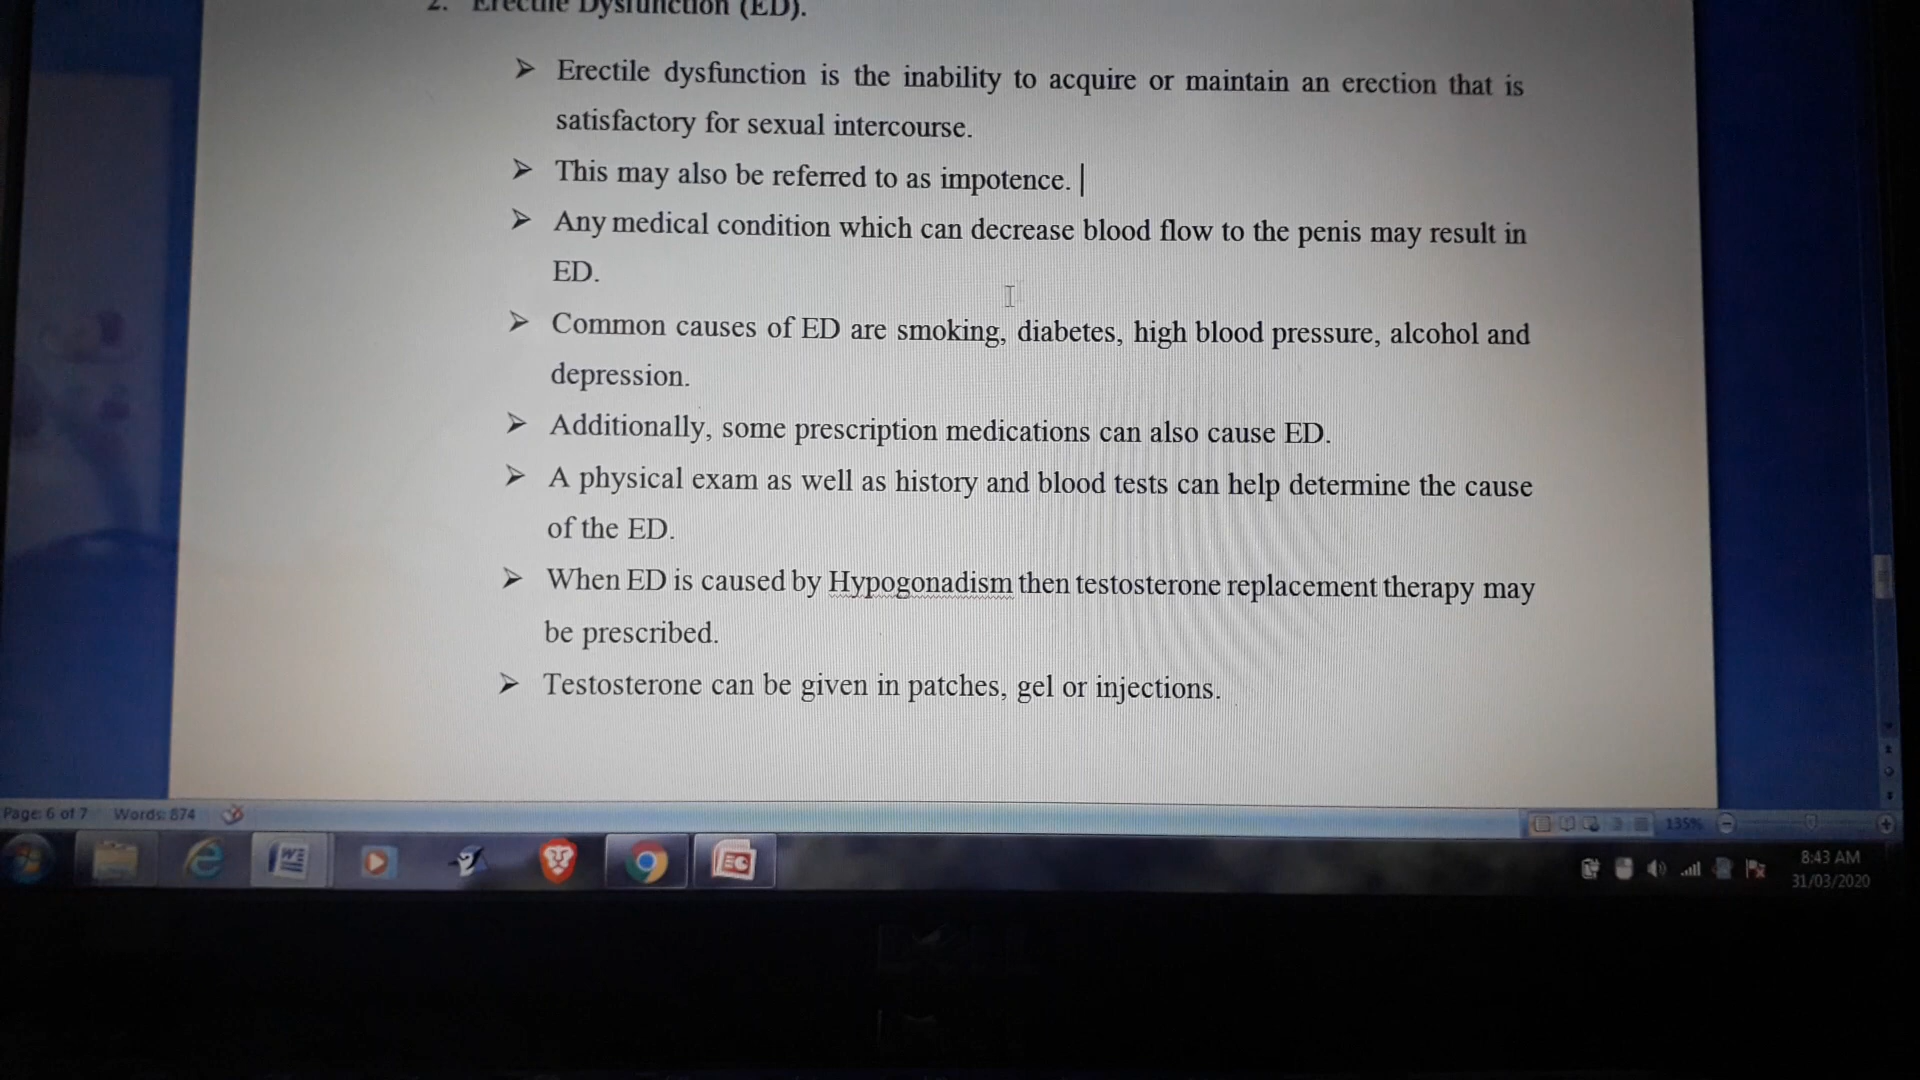 2. Erectile Dysfunction (ED).
➢ Erectile dysfunction is the inability to acquire or maintain an erection that is
satisfactory for sexual intercourse.
➢ This may also be referred to as impotence.
➢ Any medical condition which can decrease blood flow to the penis may result in
ED.
➢ Common causes of ED are smoking, diabetes, high blood pressure, alcohol and
depression.
➢ Additionally, some prescription medications can also cause ED.
➢ A physical exam as well as history and blood tests can help determine the cause
of the ED.
➢ When ED is caused by Hypogonadism then testosterone replacement therapy may
be prescribed.
➢ Testosterone can be given in patches, gel or injections.
Page: 6 of 7 Words: 874
135%
8:43 AM
31/03/2020